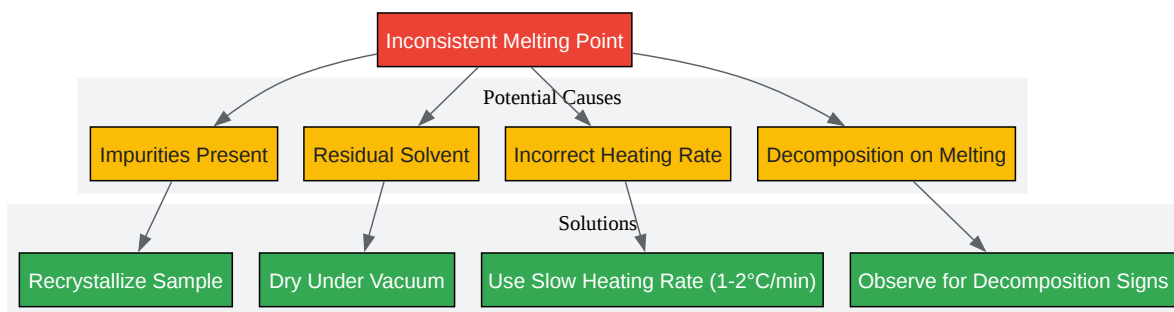 Inconsistent Melting Point
Potential Causes
Impurities Present
Residual Solvent
Incorrect Heating Rate
Decomposition on Melting
Solutions
Recrystallize Sample
Dry Under Vacuum
Use Slow Heating Rate (1-2°C/min)
Observe for Decomposition Signs